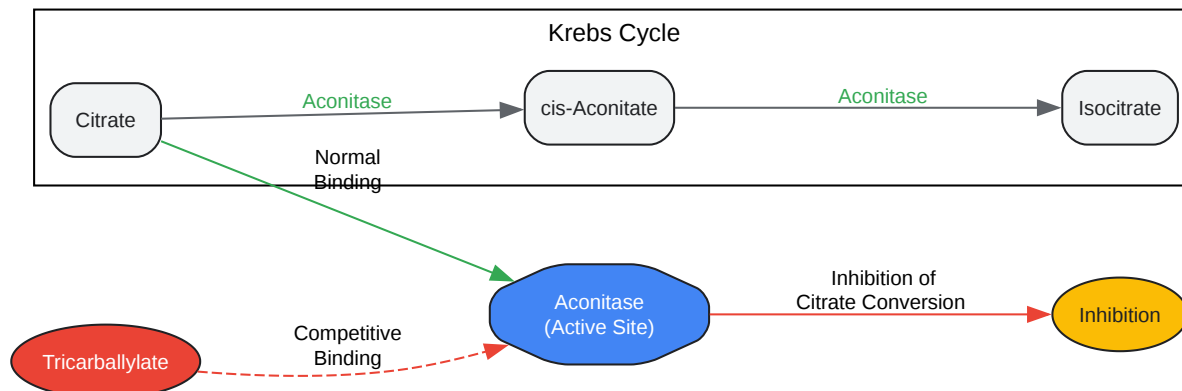 Krebs Cycle
Citrate
Aconitase
cis-Aconitate
Aconitase
Isocitrate
Normal
Binding
Tricarballylate
Competitive
Binding
Aconitase
(Active Site)
Inhibition of
Citrate Conversion
Inhibition